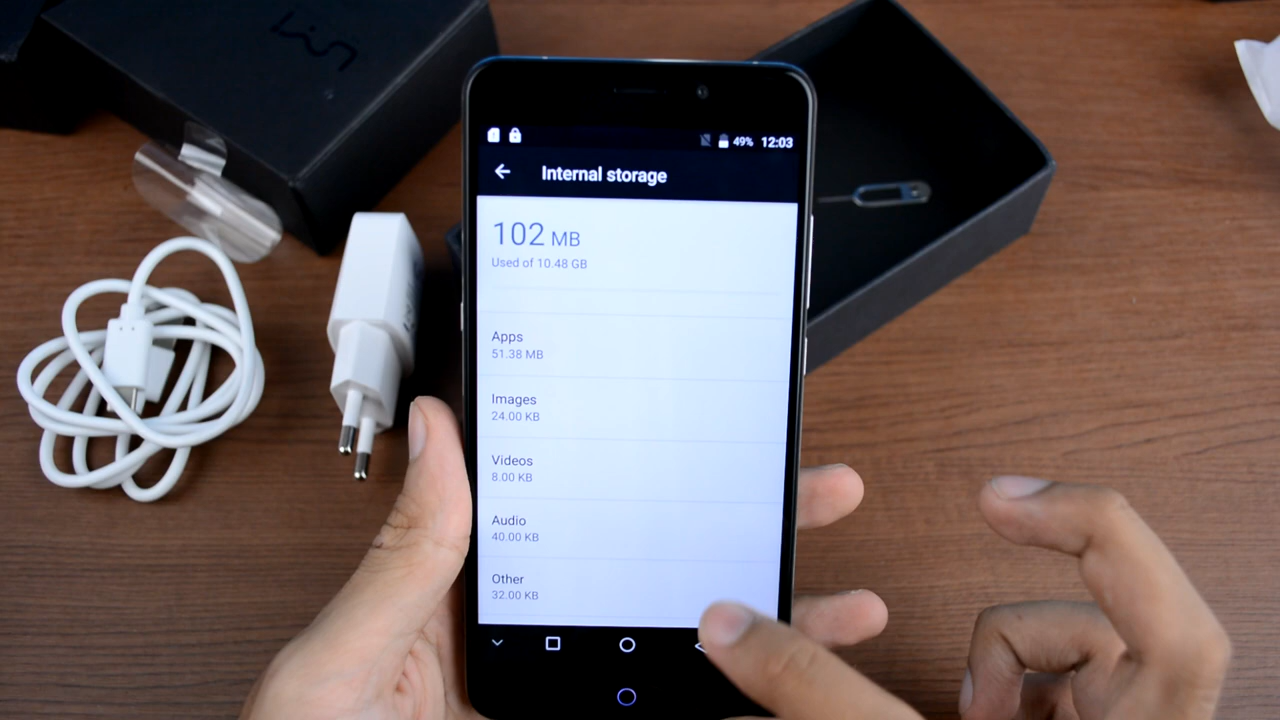 UMi
49% 12:03
Internal storage
102 MB
Used of 10.48 GB
Apps
51.38 MB
Images
24.00 KB
Videos
8.00 KB
Audio
40.00 KB
Other
32.00 KB